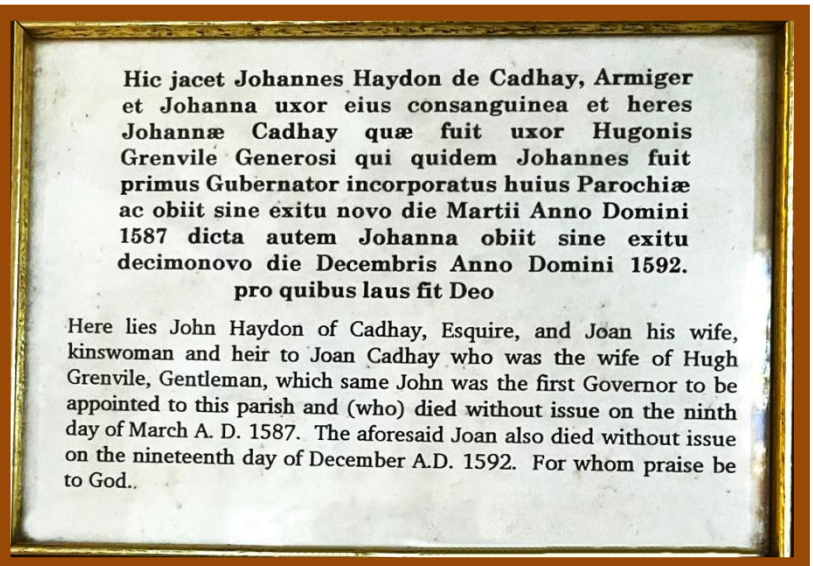 Hic jacet Johannes Haydon de Cadhay, Armiger
et Johanna uxor eius consanguinea et heres
Johannæ Cadhay quæ fuit uxor Hugonis
Grenvile Generosi qui quidem Johannes fuit
primus Gubernator incorporatus huius Parochiæ
ac obiit sine exitu novo die Martii Anno Domini
1587 dicta autem Johanna obiit sine exitu
decimonovo die Decembris Anno Domini 1592.
pro quibus laus fit Deo
Here lies John Haydon of Cadhay, Esquire, and Joan his wife,
kinswoman and heir to Joan Cadhay who was the wife of Hugh
Grenvile, Gentleman, which same John was the first Governor to be
appointed to this parish and (who) died without issue on the ninth
day of March A. D. 1587. The aforesaid Joan also died without issue
on the nineteenth day of December A.D. 1592. For whom praise be
to God..